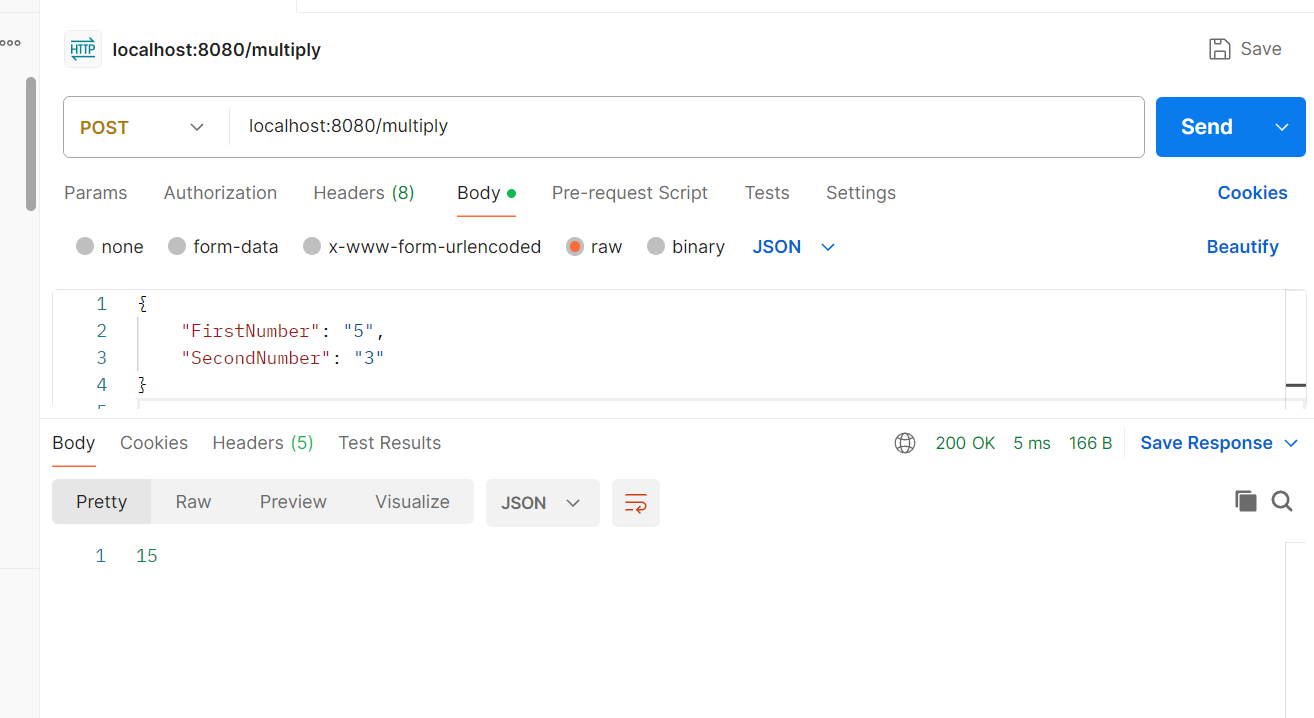 HTTP localhost:8080/multiply Save
POST localhost:8080/multiply Send
Params Authorization Headers (8) Body Pre-request Script Tests Settings Cookies
none form-data x-www-form-urlencoded raw binary JSON Beautify
1 {
2 "FirstNumber": "5",
3 "SecondNumber": "3"
4 }
5
Body Cookies Headers (5) Test Results 200 OK 5 ms 166 B Save Response
Pretty Raw Preview Visualize JSON
1 15